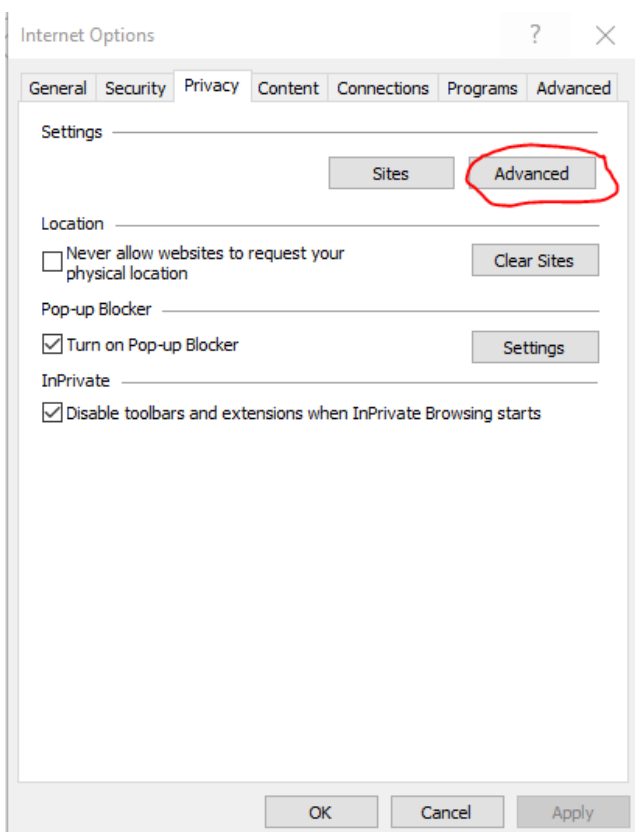 Internet Options ?
General Security Privacy Content Connections Programs Advanced
Settings
Sites Advanced
Location
Never allow websites to request your
physical location
Clear Sites
Pop-up Blocker
Turn on Pop-up Blocker Settings
InPrivate
Disable toolbars and extensions when InPrivate Browsing starts
OK Cancel Apply